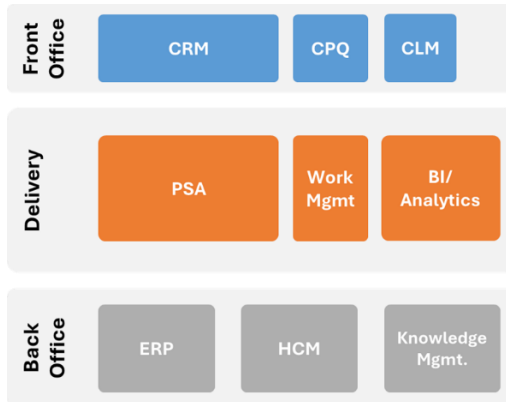 Front
Office
CRM
CPQ
CLM
Delivery
PSA
Work
Mgmt
BI/
Analytics
Back
Office
ERP
HCM
Knowledge
Mgmt.